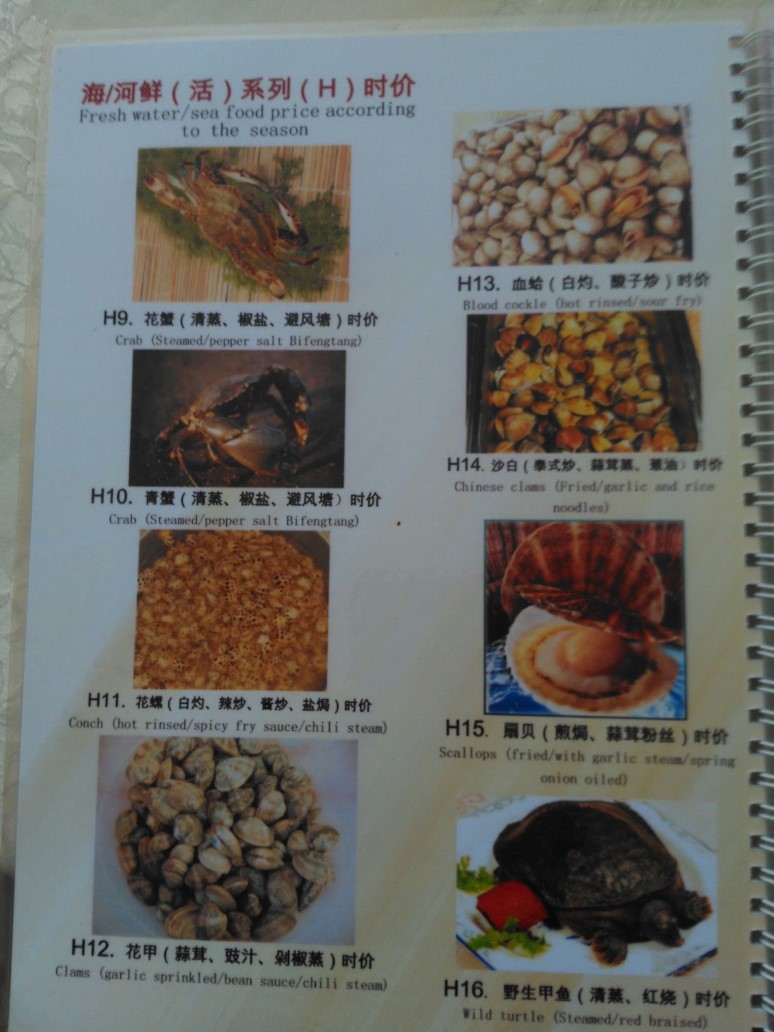 海/河鲜（活）系列（H）时价
Fresh water/sea food price according
to the season
H9. 花蟹（清蒸、椒盐、避风塘）时价
Crab (Steamed/pepper salt Bifengtang)
H10. 青蟹（清蒸、椒盐、避风塘）时价
Crab (Steamed/pepper salt Bifengtang)
H11. 花螺（白灼、辣炒、酱炒、盐焗）时价
Conch (hot rinsed/spicy fry sauce/chili steam)
H12. 花甲（蒜茸、豉汁、剁椒蒸）时价
Clams (garlic sprinkled/bean sauce/chili steam)
H13. 血蛤（白灼、酸子炒）时价
Blood cockle (hot rinsed/sour fry)
H14. 沙白（泰式炒、蒜茸蒸、葱油）时价
Chinese clams (Fried/garlic and rice
noodles)
H15. 扇贝（煎焗、蒜茸粉丝）时价
Scallops (fried/with garlic steam/spring
onion oiled)
H16. 野生甲鱼（清蒸、红烧）时价
Wild turtle (Steamed/red braised)